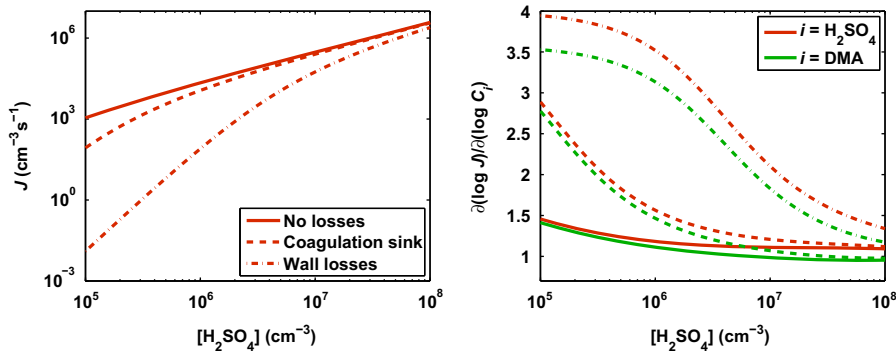 10⁶
10³
10⁰
10⁻³
J (cm⁻³s⁻¹)
No losses
Coagulation sink
Wall losses
10⁵ 10⁶ 10⁷ 10⁸
[H₂SO₄] (cm⁻³)
4
3.5
3
2.5
2
1.5
1
∂(log J)/∂(log Cᵢ)
i = H₂SO₄
i = DMA
10⁵ 10⁶ 10⁷ 10⁸
[H₂SO₄] (cm⁻³)